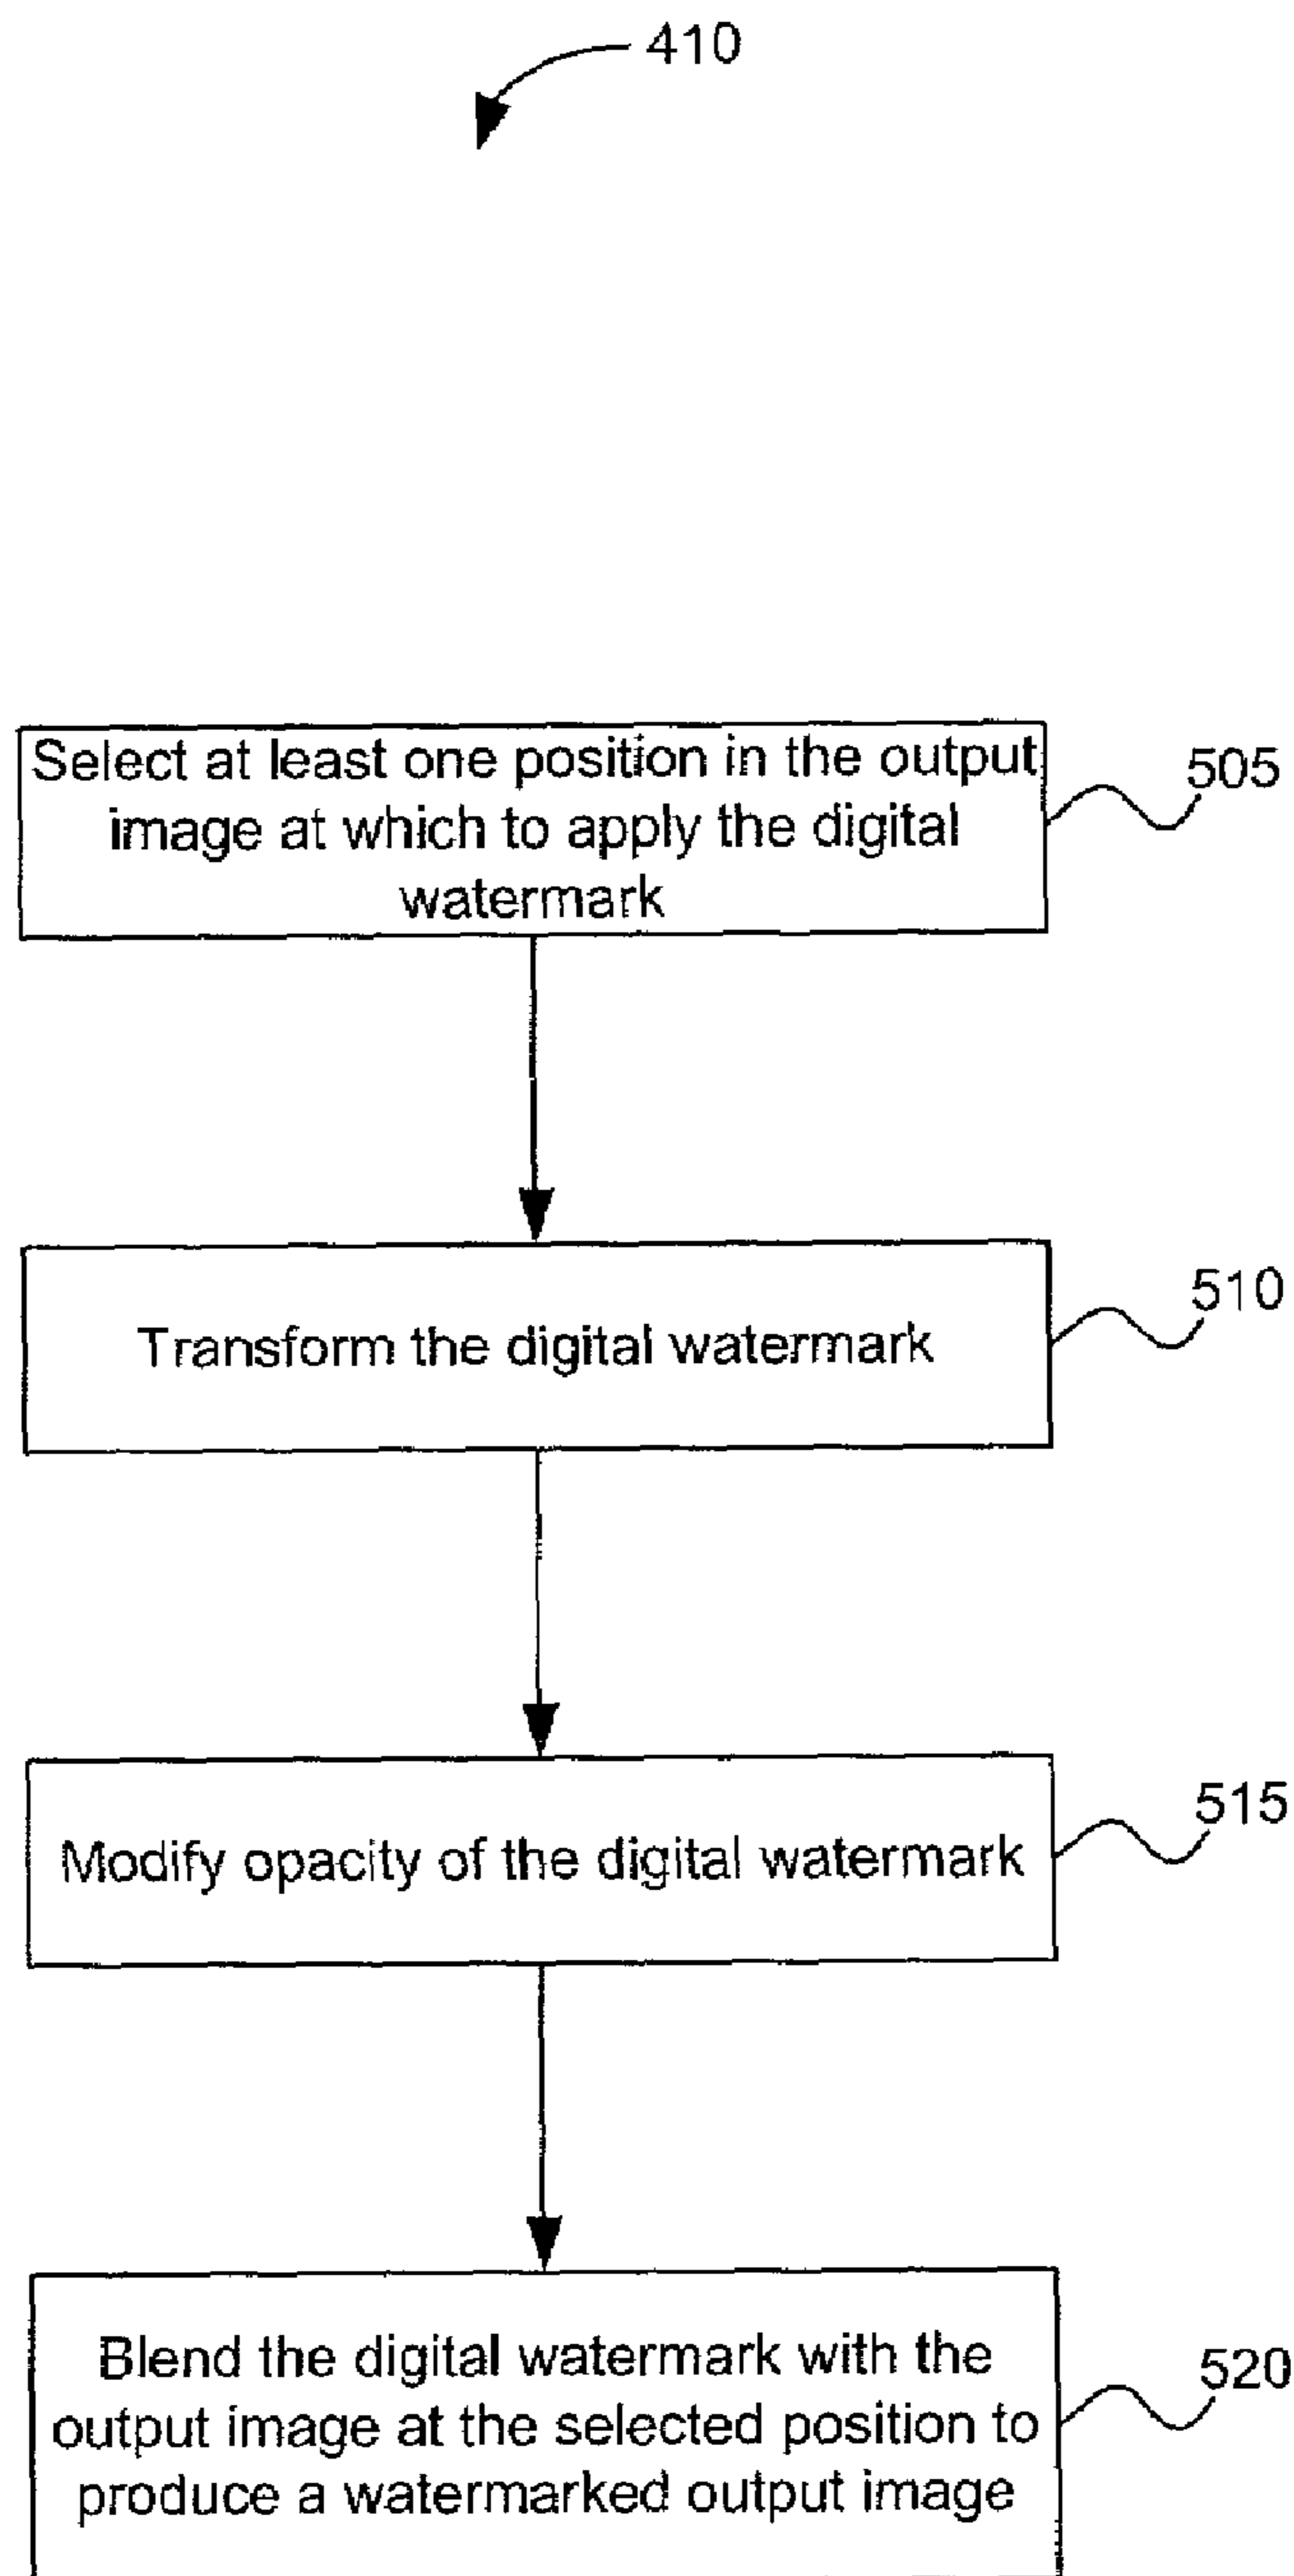 410
Select at least one position in the output
image at which to apply the digital
watermark
505
Transform the digital watermark
510
Modify opacity of the digital watermark
515
Blend the digital watermark with the
output image at the selected position to
produce a watermarked output image
520